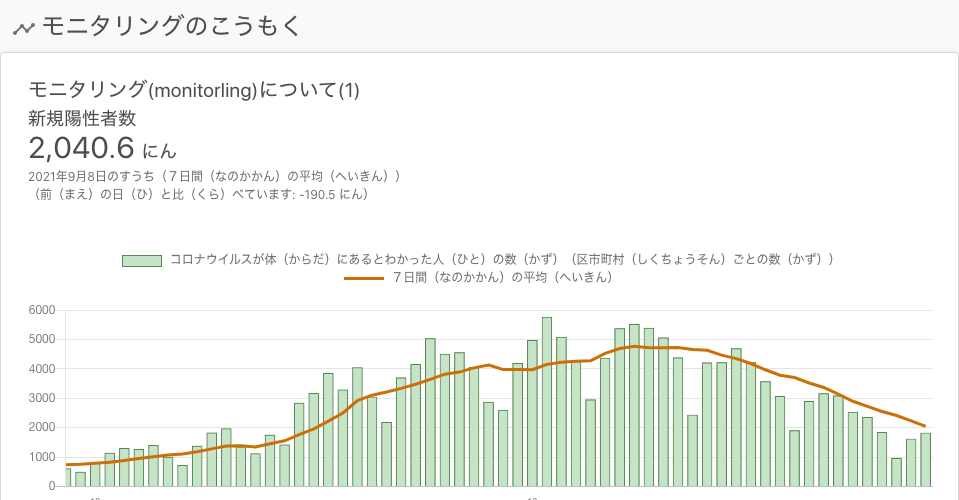 モニタリングのこうもく
モニタリング(monitorling)について(1)
新規陽性者数
2,040.6 にん
2021年9月8日のすうち（７日間（なのかかん）の平均（へいきん））
（前（まえ）の日（ひ）と比（くら）べています: -190.5 にん）
コロナウイルスが体（からだ）にあるとわかった人（ひと）の数（かず）（区市町村（しくちょうそん）ごとの数（かず））
７日間（なのかかん）の平均（へいきん）
6000
5000
4000
3000
2000
1000
0